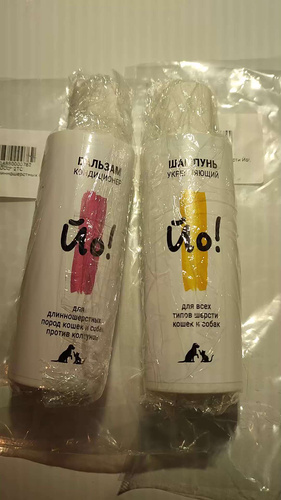 БАЛЬЗАМ
КОНДИЦИОНЕР
Йо!
для
длинношерстных
пород кошек и собак
против колтунов
ШАМПУНЬ
УКРЕПЛЯЮЩИЙ
Йо!
для всех
типов шерсти
кошек и собак